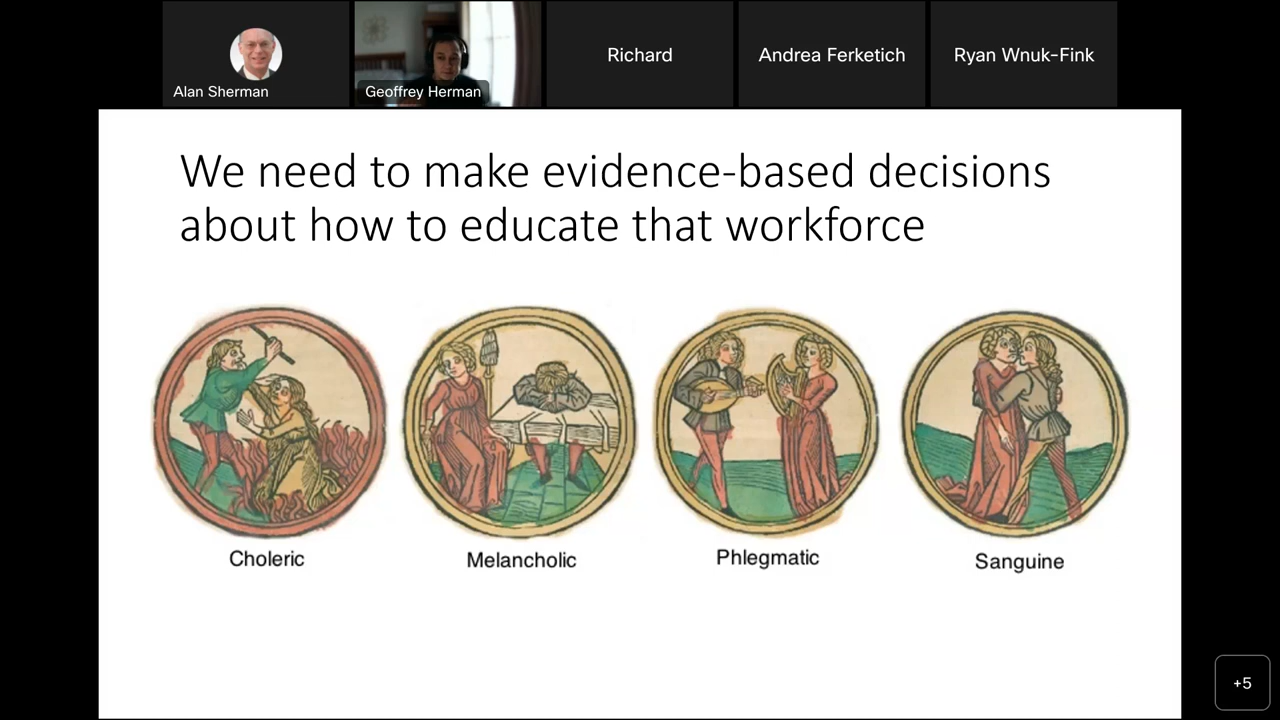 Alan Sherman
Geoffrey Herman
Richard
Andrea Ferketich
Ryan Wnuk-Fink
We need to make evidence-based decisions
about how to educate that workforce
Choleric
Melancholic
Phlegmatic
Sanguine
+5